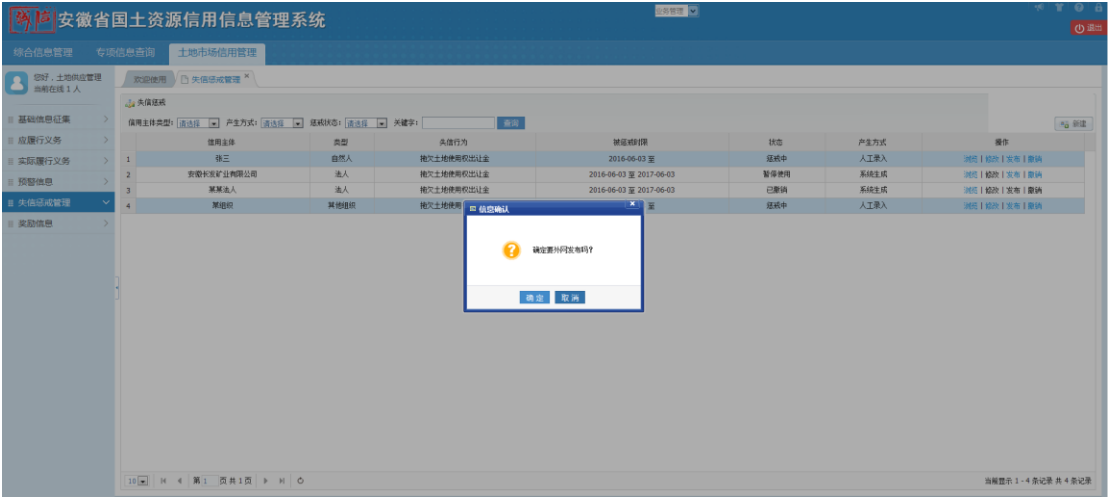 诚信 安徽省国土资源信用信息管理系统
业务管理
退出
综合信息管理 专项信息查询 土地市场信用管理
您好，土地供应管理
当前在线 1 人
欢迎使用 失信惩戒管理
失信惩戒
信用主体类型： 请选择 产生方式： 请选择 惩戒状态： 请选择 关键字： 查询
新建
基础信息征集
应履行义务
实际履行义务
预警信息
失信惩戒管理
奖励信息
信用主体 类型 失信行为 被惩戒时限 状态 产生方式 操作
1 张三 自然人 拖欠土地使用权出让金 2016-06-03 至 惩戒中 人工录入 浏览 | 修改 | 发布 | 撤销
2 安徽长发矿业有限公司 法人 拖欠土地使用权出让金 2016-06-03 至 2017-06-03 暂停使用 系统生成 浏览 | 修改 | 发布 | 撤销
3 某某法人 法人 拖欠土地使用权出让金 2016-06-03 至 2017-06-03 已撤销 系统生成 浏览 | 修改 | 发布 | 撤销
4 某组织 其他组织 拖欠土地使用 至 惩戒中 人工录入 浏览 | 修改 | 发布 | 撤销
信息确认
确定要外网发布吗?
确 定 取 消
10 第 1 页 共 1 页
当前显示 1 - 4 条记录 共 4 条记录